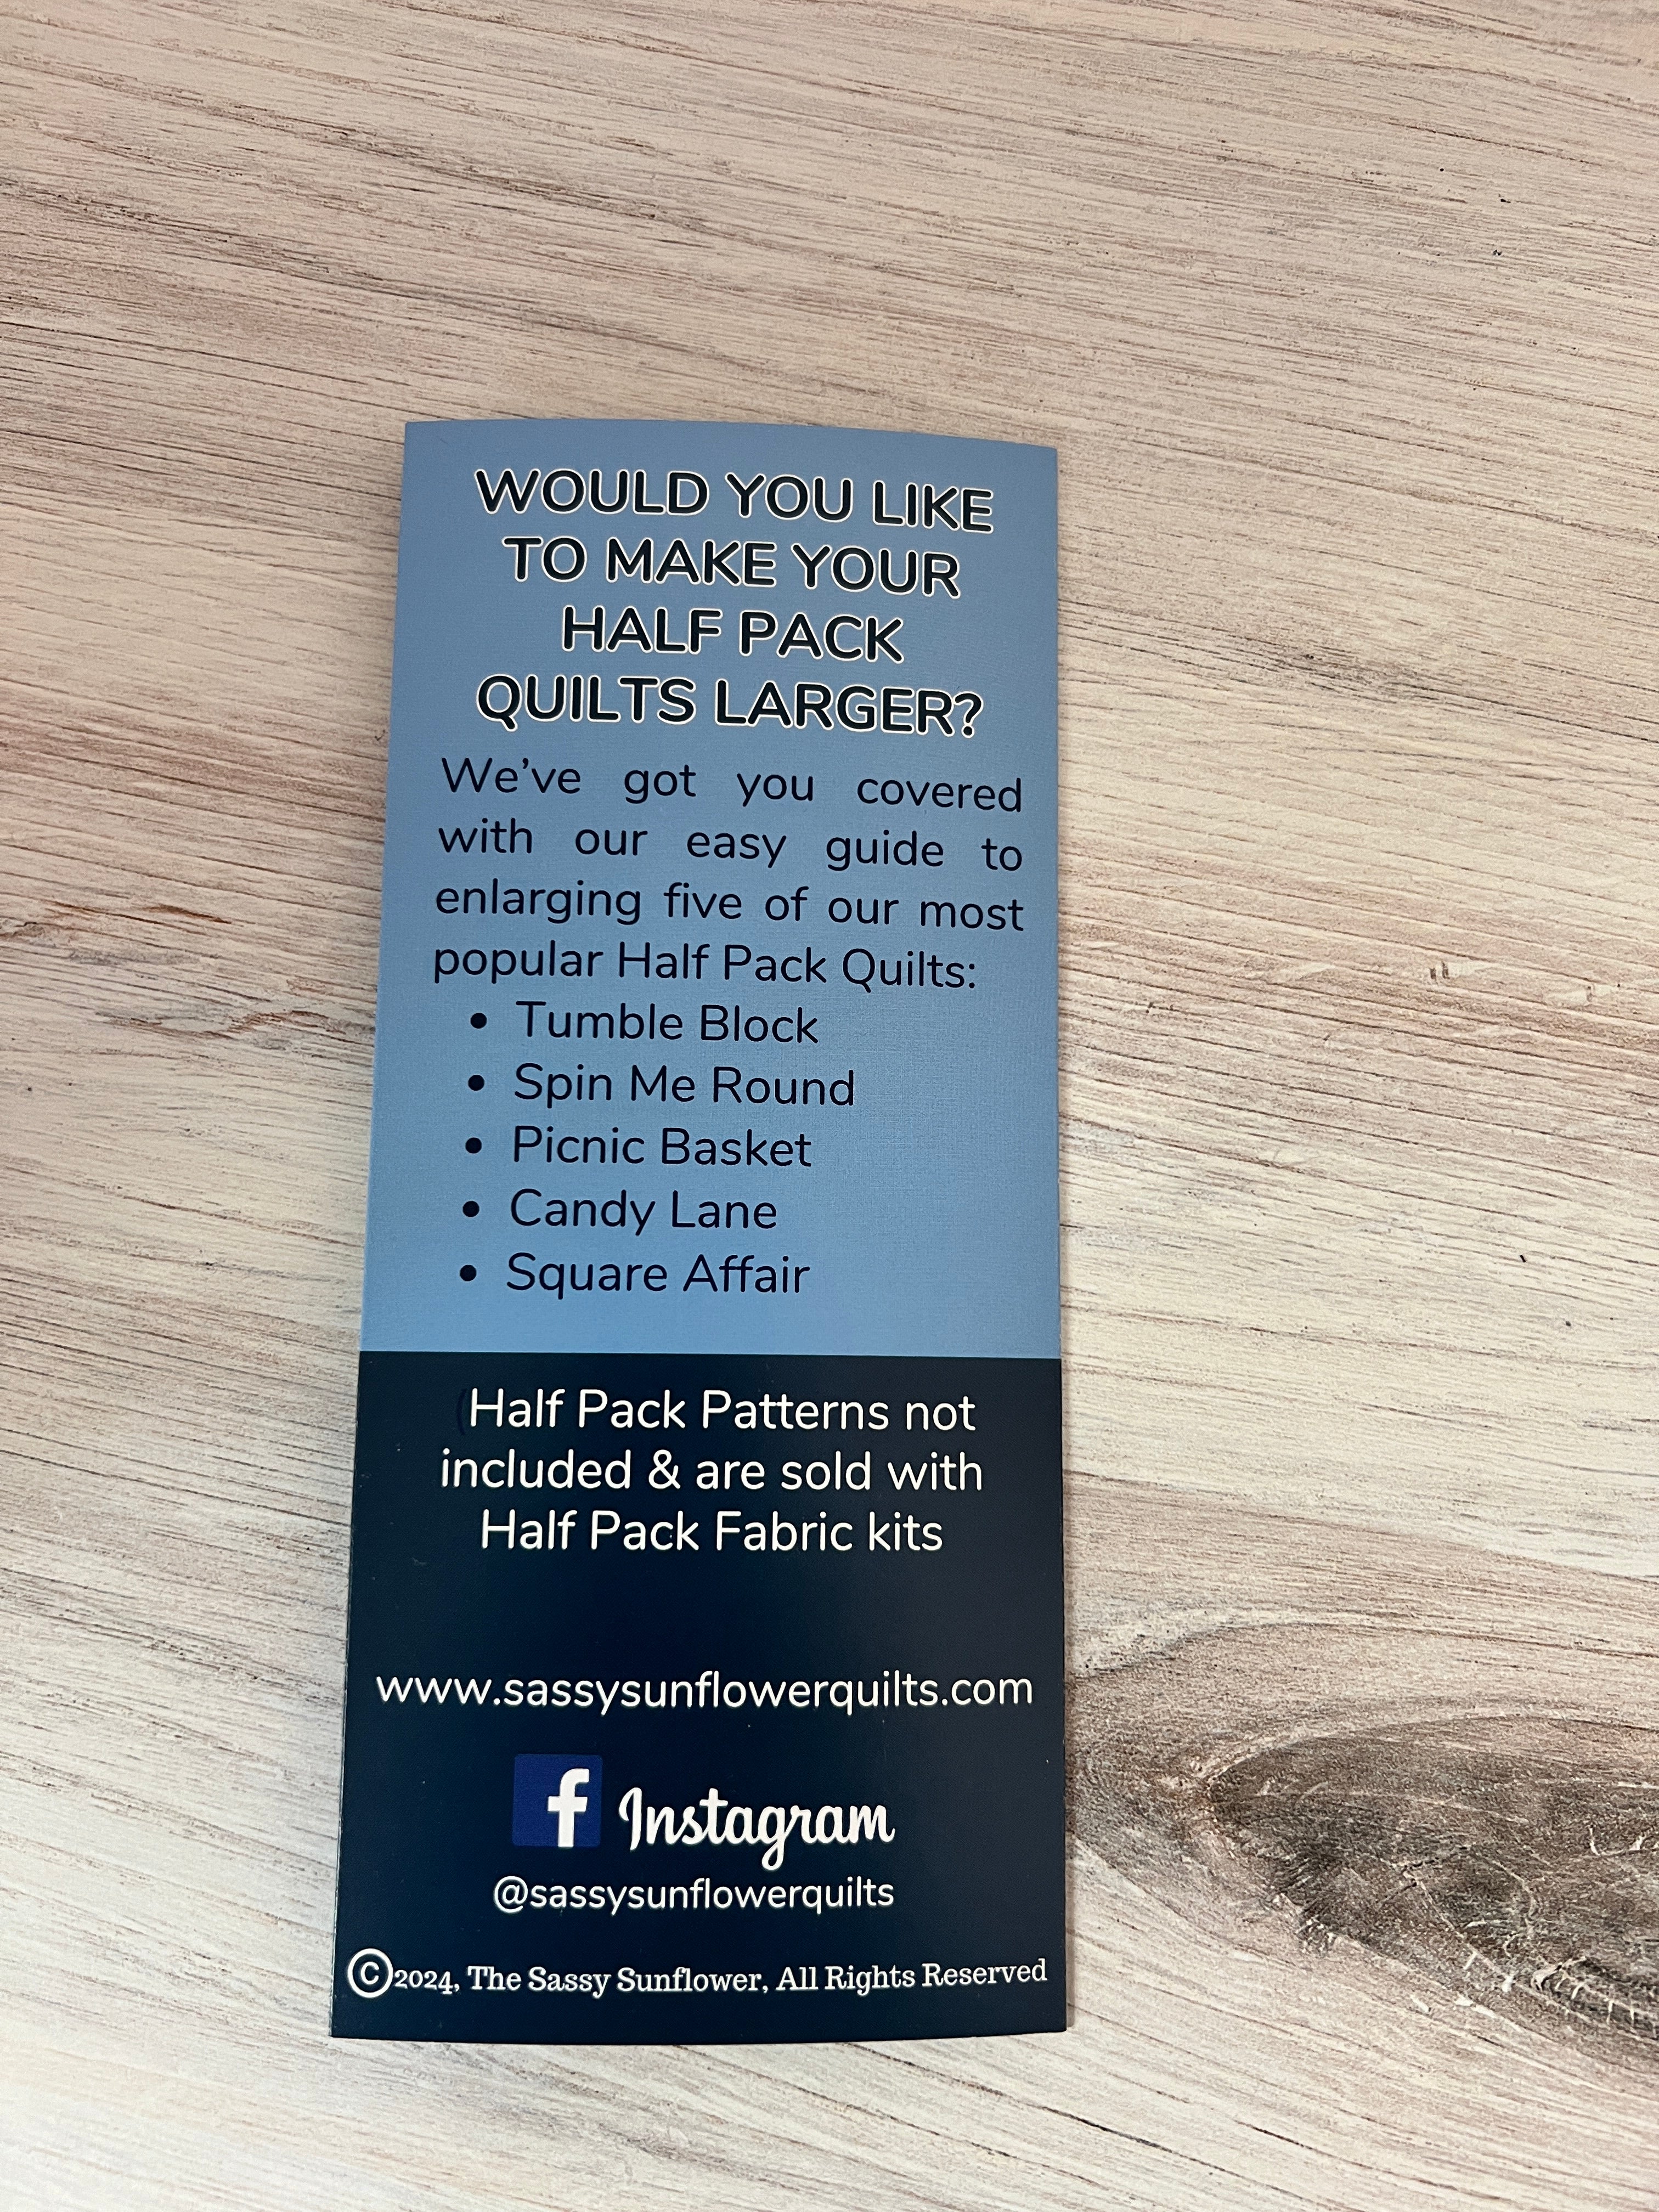 WOULD YOU LIKE
TO MAKE YOUR
HALF PACK
QUILTS LARGER?
We've got you covered
with our easy guide to
enlarging five of our most
popular Half Pack Quilts:
• Tumble Block
• Spin Me Round
• Picnic Basket
• Candy Lane
• Square Affair
Half Pack Patterns not
included & are sold with
Half Pack Fabric kits
www.sassysunflowerquilts.com
f Instagram
@sassysunflowerquilts
©2024, The Sassy Sunflower, All Rights Reserved